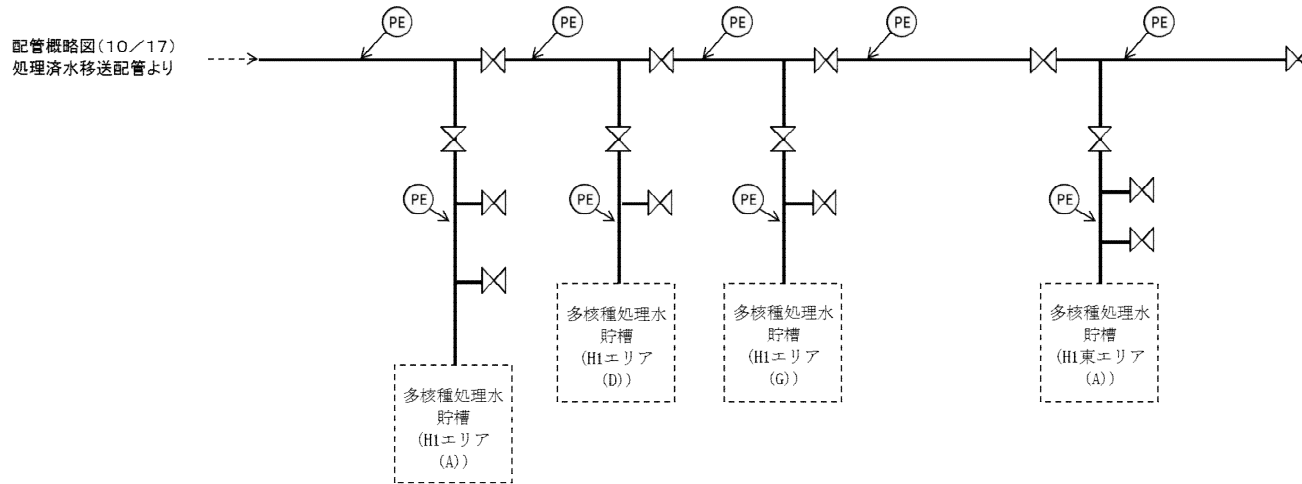 PE
PE
PE
PE
PE
配管概略図(10/17)
処理済水移送配管より
PE
PE
PE
PE
多核種処理水
貯槽
(H1エリア
(D))
多核種処理水
貯槽
(H1エリア
(G))
多核種処理水
貯槽
(H1東エリア
(A))
多核種処理水
貯槽
(H1エリア
(A))